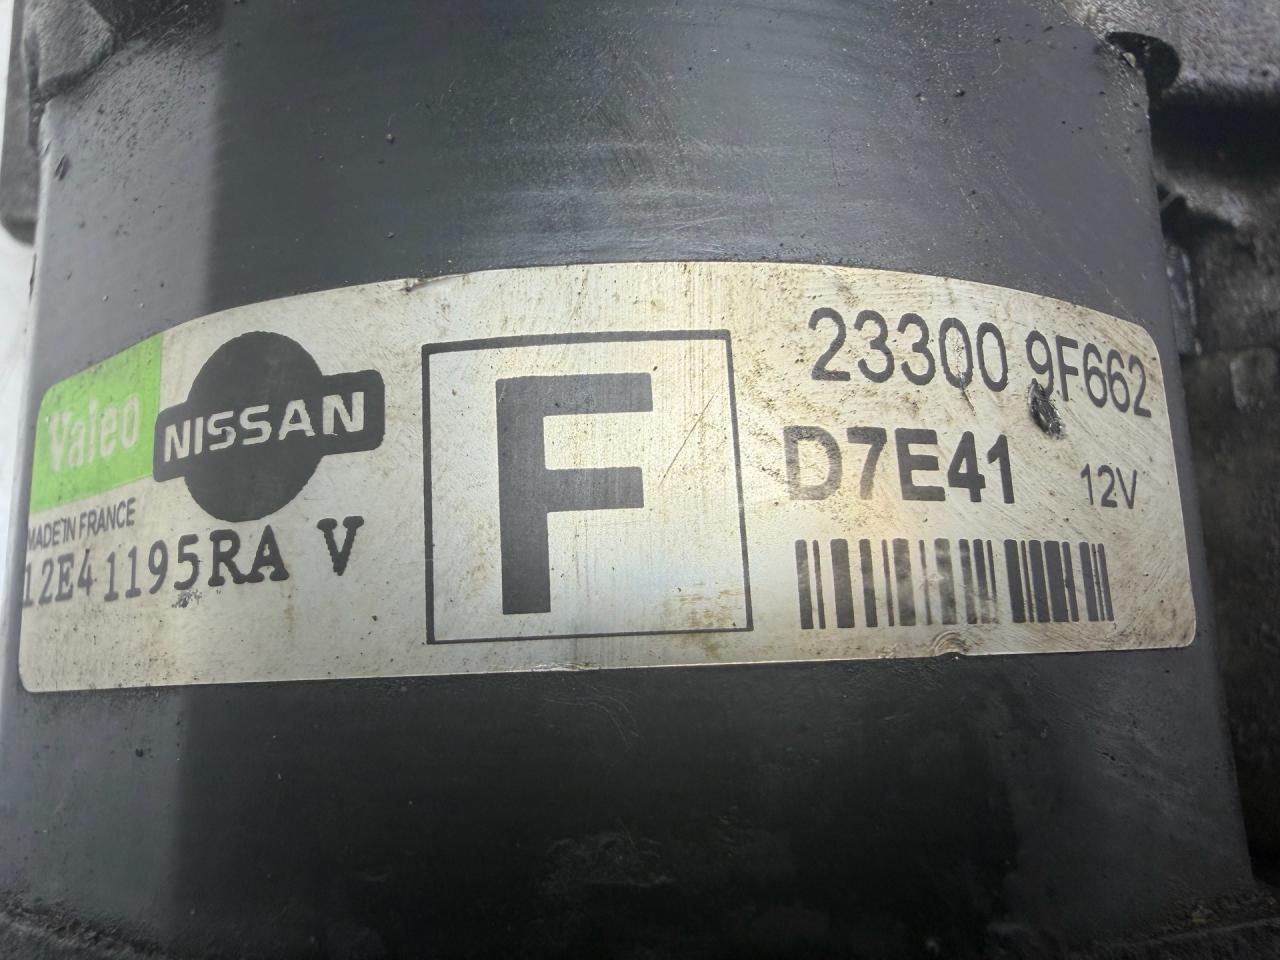 Valeo
NISSAN
MADE IN FRANCE
12E41195RA V
F
23300 9F662
D7E41 12V